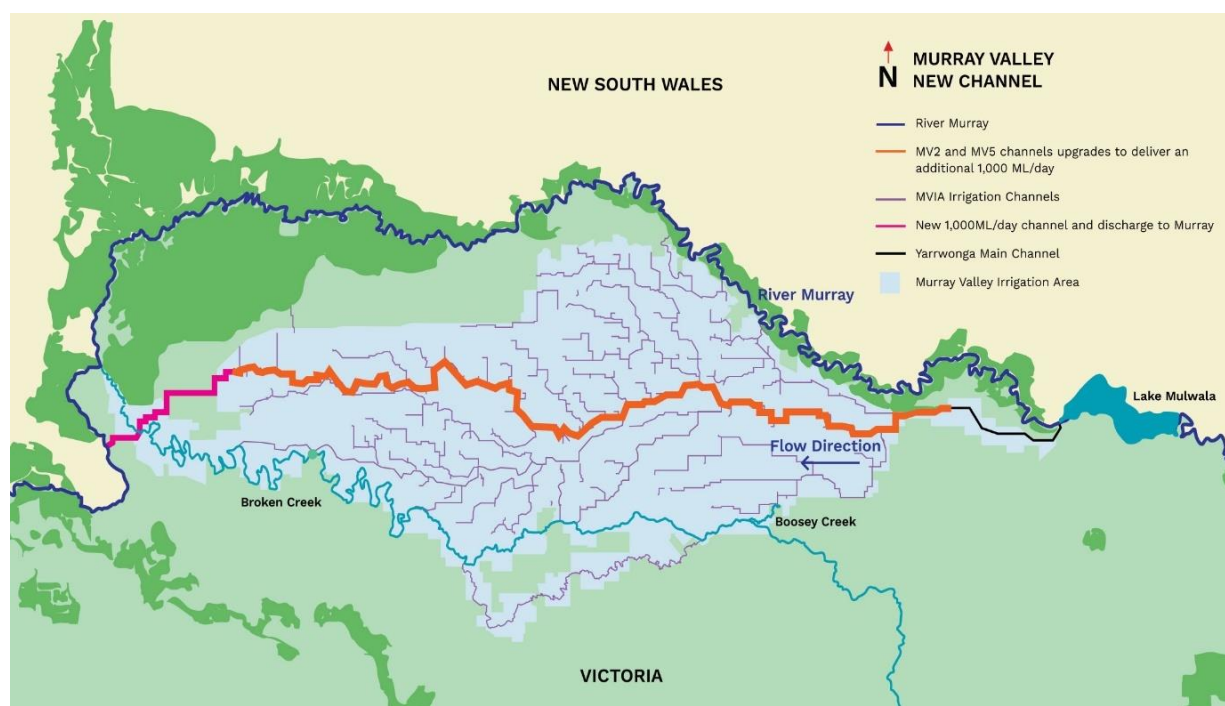 NEW SOUTH WALES
N
MURRAY VALLEY
NEW CHANNEL
River Murray
MV2 and MV5 channels upgrades to deliver an
additional 1,000 ML/day
MVIA Irrigation Channels
New 1,000ML/day channel and discharge to Murray
Yarrwonga Main Channel
Murray Valley Irrigation Area
River Murray
Lake Mulwala
Flow Direction
Broken Creek
Boosey Creek
VICTORIA